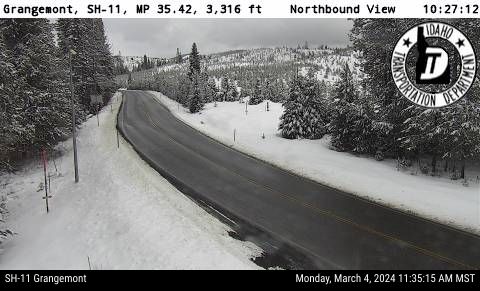 Grangemont, SH-11, MP 35.42, 3,316 ft Northbound View 10:27:12
IDAHO
TRANSPORTATION DEPARTMENT
SH-11 Grangemont Monday, March 4, 2024 11:35:15 AM MST